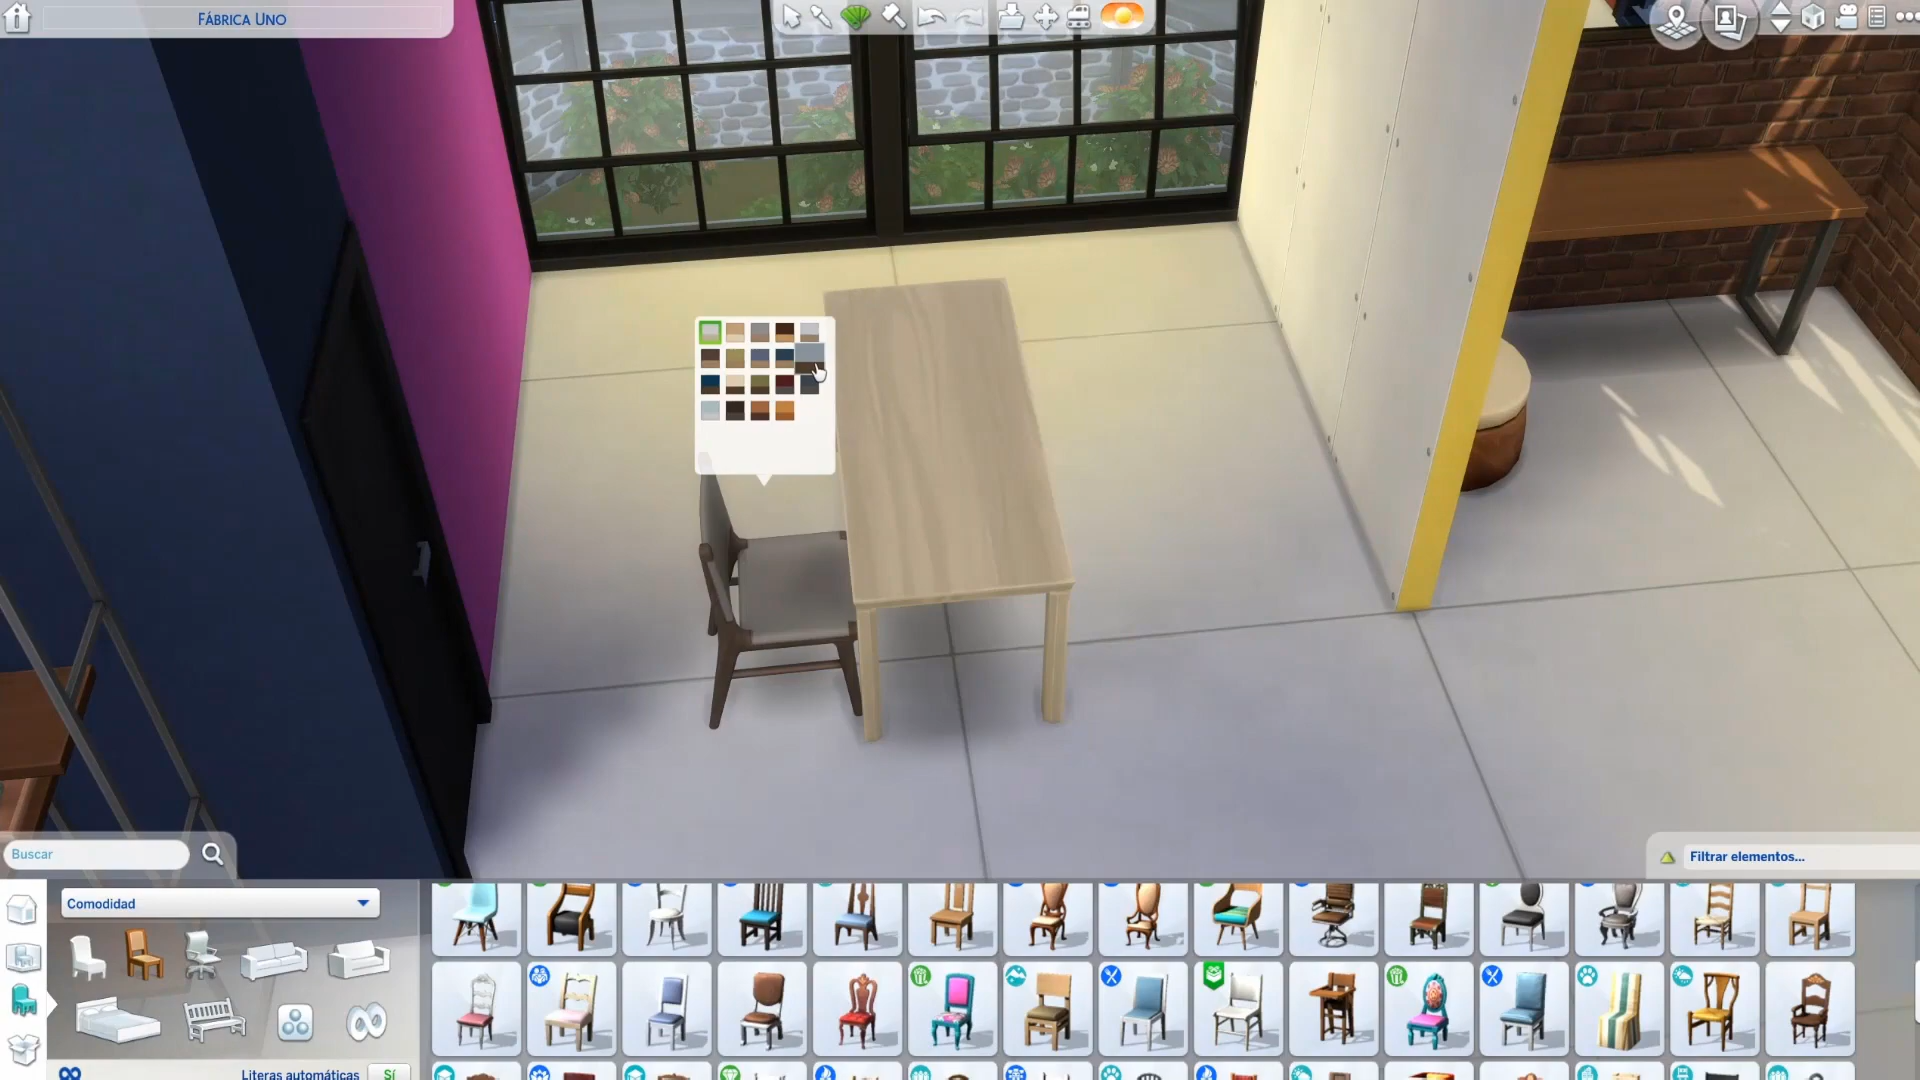 Fábrica Uno
Buscar
Filtrar elementos...
Comodidad
Literas automáticas
Sí